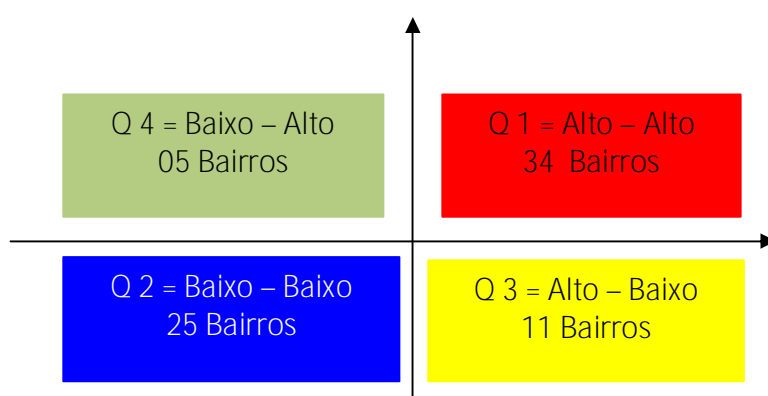 Q 4 = Baixo – Alto
05 Bairros
Q 1 = Alto – Alto
34 Bairros
Q 2 = Baixo – Baixo
25 Bairros
Q 3 = Alto – Baixo
11 Bairros